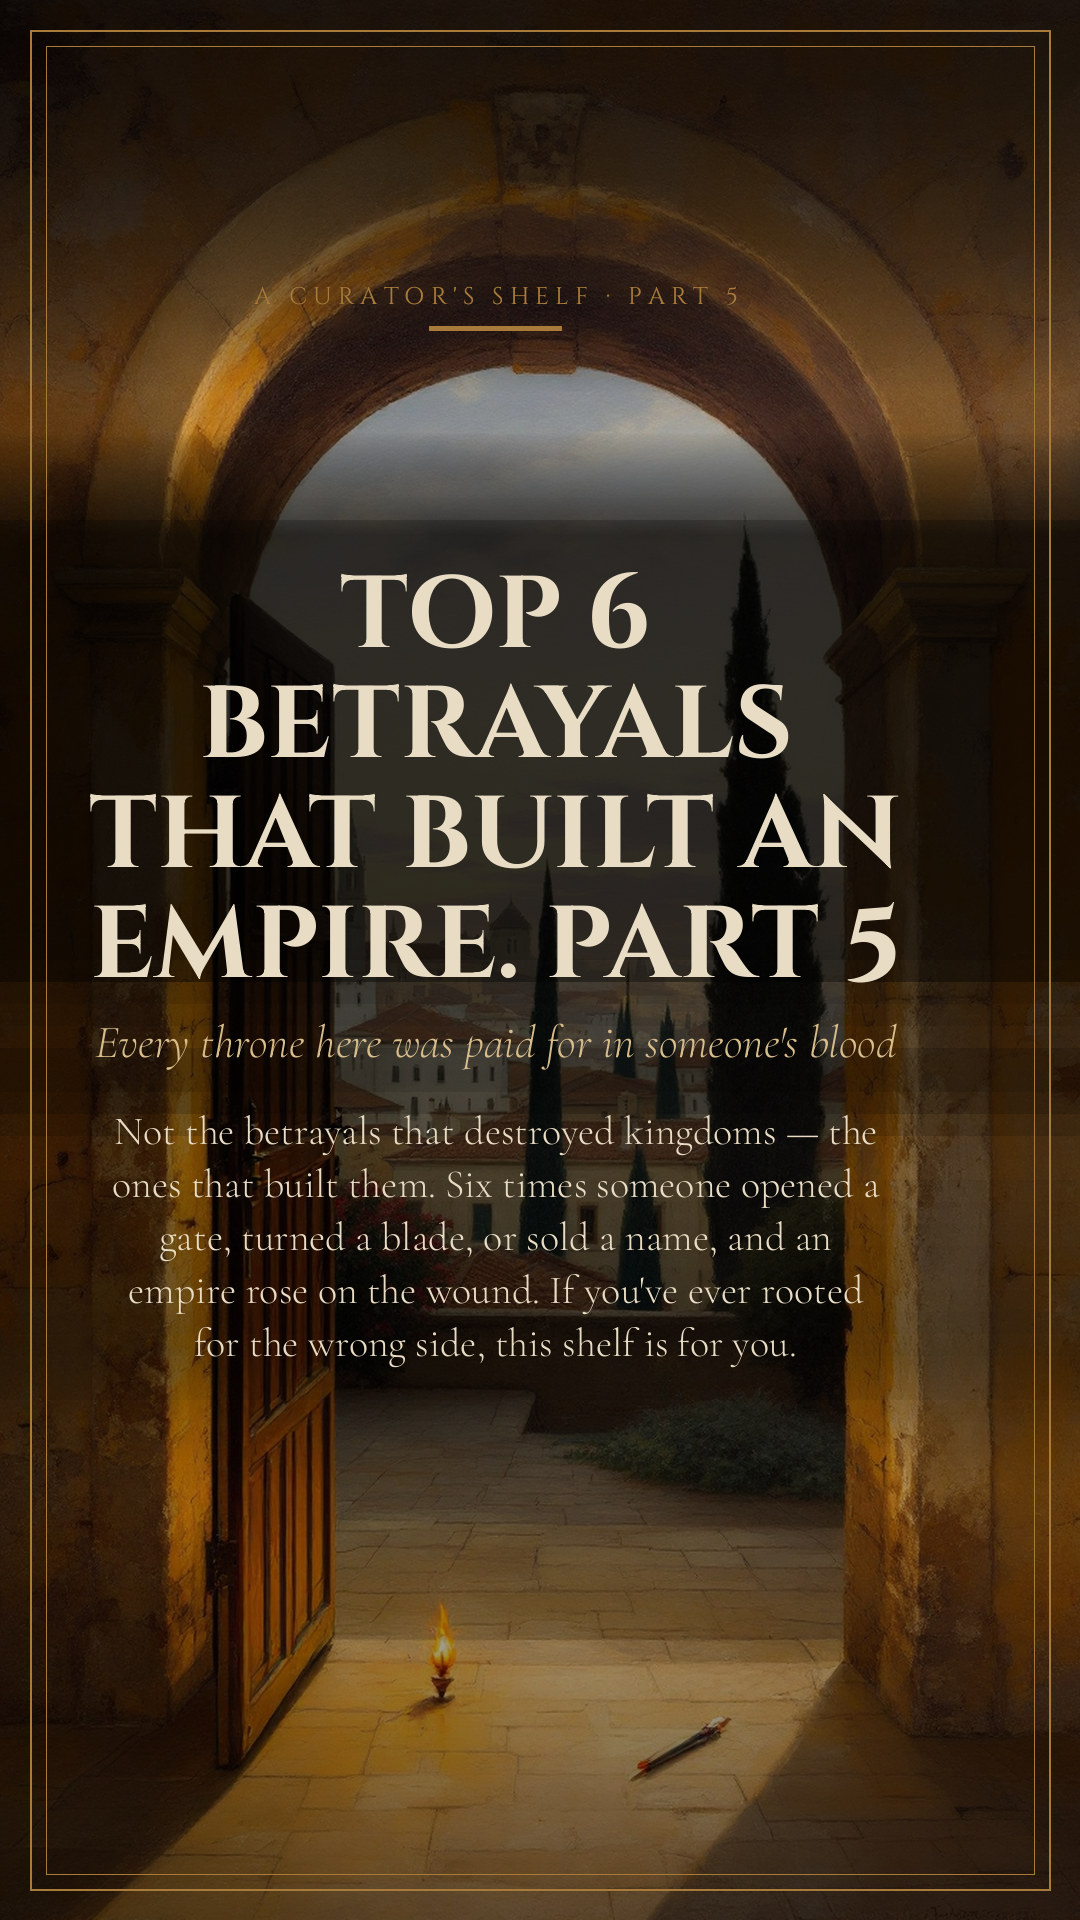 A CURATOR'S SHELF · PART 5
TOP 6
BETRAYALS
THAT BUILT AN
EMPIRE. PART 5
Every throne here was paid for in someone's blood
Not the betrayals that destroyed kingdoms — the
ones that built them. Six times someone opened a
gate, turned a blade, or sold a name, and an
empire rose on the wound. If you've ever rooted
for the wrong side, this shelf is for you.